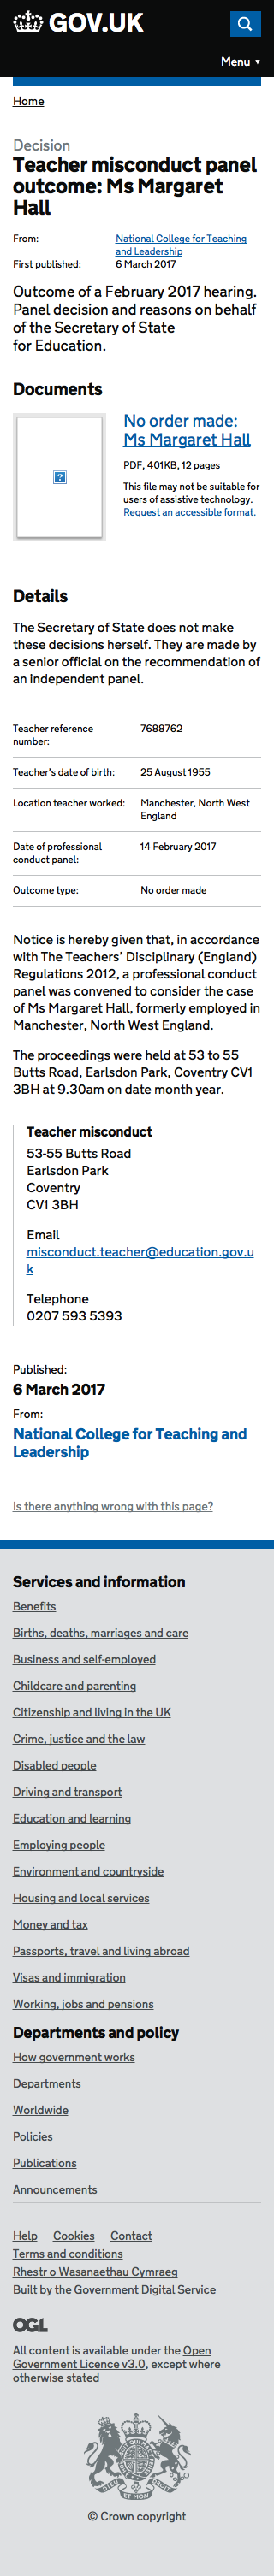 GOV.UK
Menu ▼
Home
Decision
Teacher misconduct panel
outcome: Ms Margaret
Hall
From: National College for Teaching
and Leadership
First published: 6 March 2017
Outcome of a February 2017 hearing.
Panel decision and reasons on behalf
of the Secretary of State
for Education.
Documents
No order made:
Ms Margaret Hall
PDF, 401KB, 12 pages
This file may not be suitable for
users of assistive technology.
Request an accessible format.
Details
The Secretary of State does not make
these decisions herself. They are made by
a senior official on the recommendation of
an independent panel.
Teacher reference 7688762
number:
Teacher's date of birth: 25 August 1955
Location teacher worked: Manchester, North West
England
Date of professional 14 February 2017
conduct panel:
Outcome type: No order made
Notice is hereby given that, in accordance
with The Teachers' Disciplinary (England)
Regulations 2012, a professional conduct
panel was convened to consider the case
of Ms Margaret Hall, formerly employed in
Manchester, North West England.
The proceedings were held at 53 to 55
Butts Road, Earlsdon Park, Coventry CV1
3BH at 9.30am on date month year.
Teacher misconduct
53-55 Butts Road
Earlsdon Park
Coventry
CV1 3BH
Email
misconduct.teacher@education.gov.u
k
Telephone
0207 593 5393
Published:
6 March 2017
From:
National College for Teaching and
Leadership
Is there anything wrong with this page?
Services and information
Benefits
Births, deaths, marriages and care
Business and self-employed
Childcare and parenting
Citizenship and living in the UK
Crime, justice and the law
Disabled people
Driving and transport
Education and learning
Employing people
Environment and countryside
Housing and local services
Money and tax
Passports, travel and living abroad
Visas and immigration
Working, jobs and pensions
Departments and policy
How government works
Departments
Worldwide
Policies
Publications
Announcements
Help Cookies Contact
Terms and conditions
Rhestr o Wasanaethau Cymraeg
Built by the Government Digital Service
OGL
All content is available under the Open
Government Licence v3.0, except where
otherwise stated
DIEU ET MON
© Crown copyright